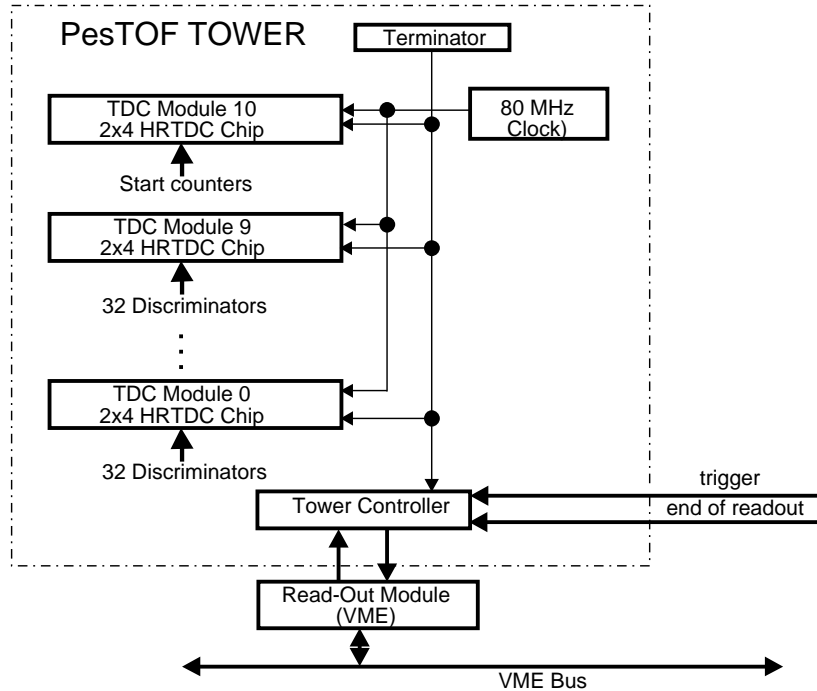 PesTOF TOWER
Terminator
TDC Module 10
2x4 HRTDC Chip
80 MHz
Clock)
Start counters
TDC Module 9
2x4 HRTDC Chip
32 Discriminators
TDC Module 0
2x4 HRTDC Chip
32 Discriminators
Tower Controller
trigger
end of readout
Read-Out Module
(VME)
VME Bus